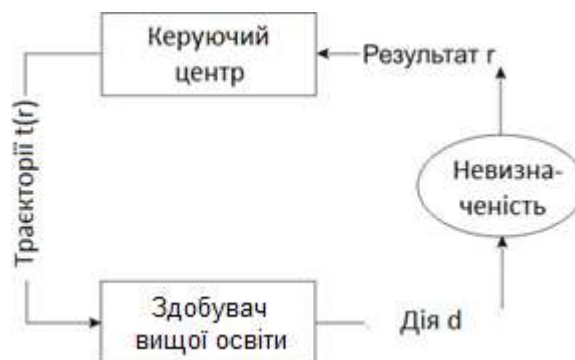 Керуючий
центр
Результат r
Траєкторії t(r)
Невизна-
ченість
Здобувач
вищої освіти
Дія d